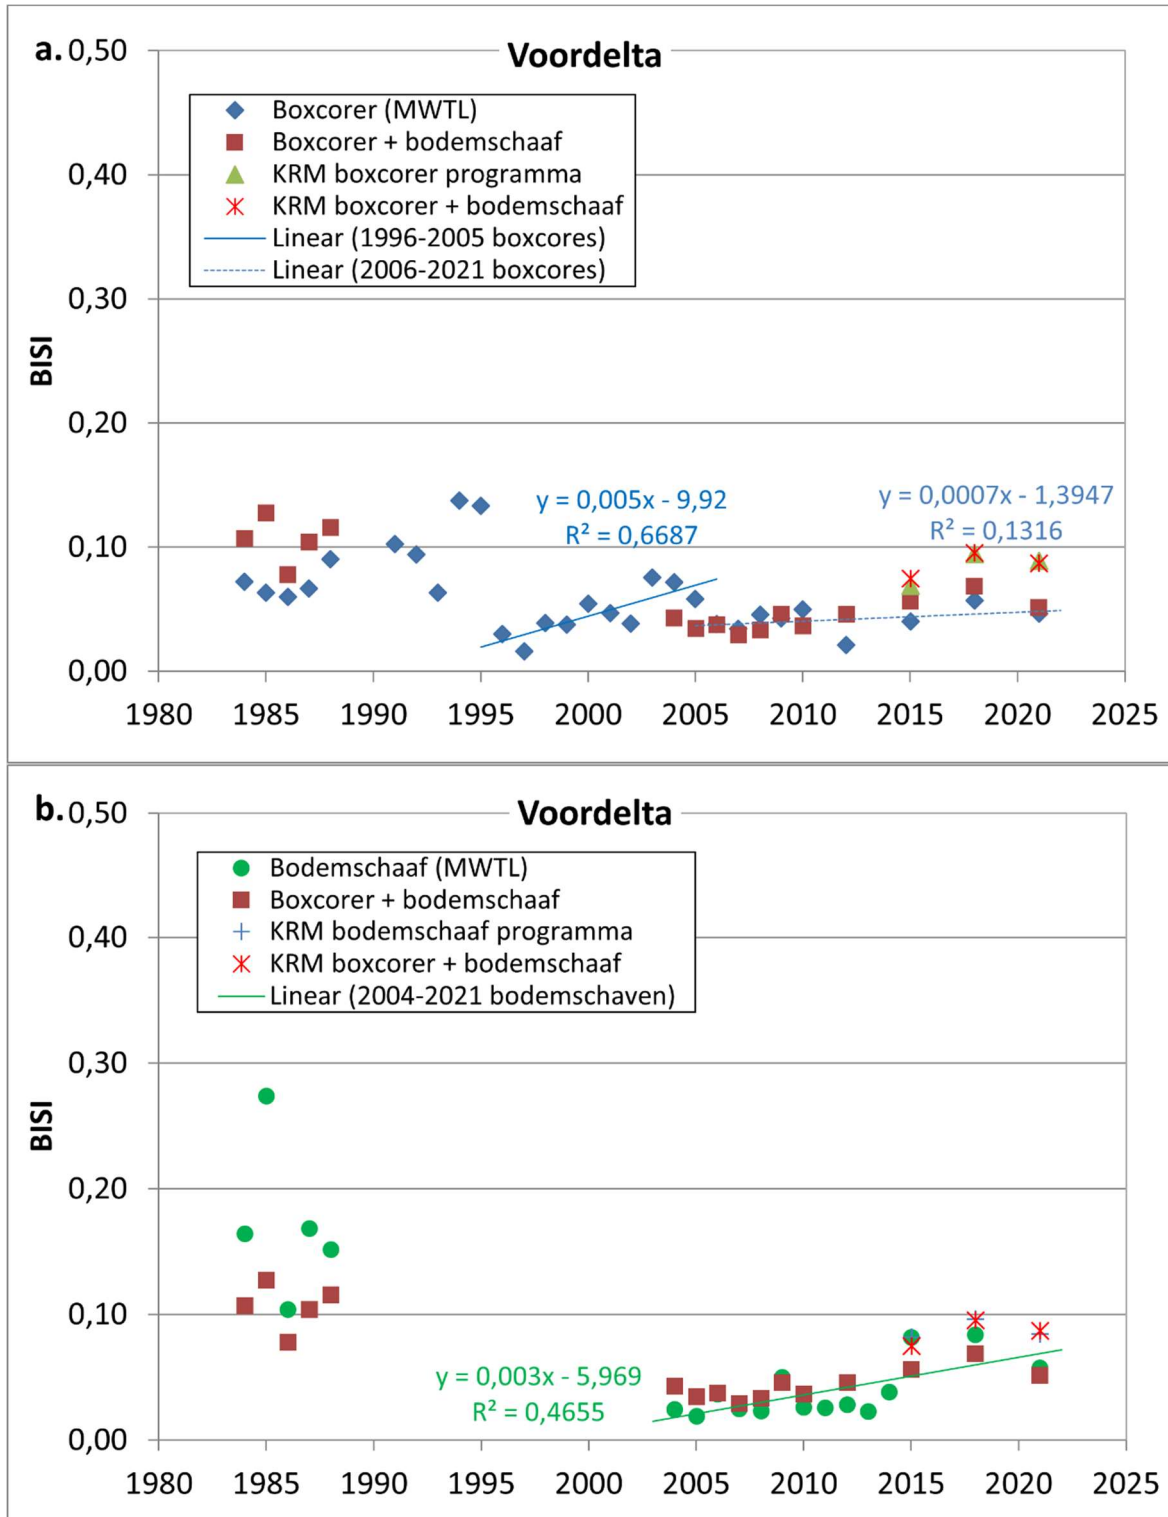 a.
Voordelta
Boxcorer (MWTL)
Boxcorer + bodemschaaf
KRM boxcorer programma
KRM boxcorer + bodemschaaf
Linear (1996-2005 boxcores)
Linear (2006-2021 boxcores)
0,50
0,40
0,30
0,20
0,10
0,00
BISI
y = 0,005x - 9,92
R² = 0,6687
y = 0,0007x - 1,3947
R² = 0,1316
1980 1985 1990 1995 2000 2005 2010 2015 2020 2025
b.
Voordelta
Bodemschaaf (MWTL)
Boxcorer + bodemschaaf
KRM bodemschaaf programma
KRM boxcorer + bodemschaaf
Linear (2004-2021 bodemschaven)
0,50
0,40
0,30
0,20
0,10
0,00
BISI
y = 0,003x - 5,969
R² = 0,4655
1980 1985 1990 1995 2000 2005 2010 2015 2020 2025